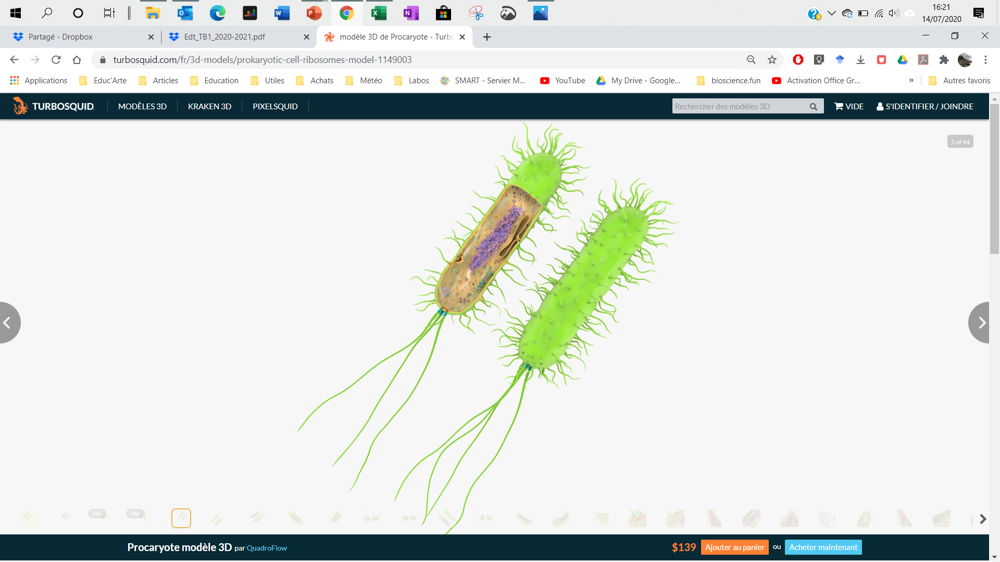 16:21
14/07/2020
Partagé - Dropbox
Edt_TB1_2020-2021.pdf
modèle 3D de Procaryote - Turb
turbosquid.com/fr/3d-models/prokaryotic-cell-ribosomes-model-1149003
Applications Educ'Arte Articles Education Utiles Achats Météo Labos SMART - Servier M... YouTube My Drive - Google... bioscience.fun Activation Office Gr... » Autres favoris
TURBOSQUID. MODÈLES 3D KRAKEN 3D PIXELSQUID Rechercher des modèles 3D VIDE S'IDENTIFIER / JOINDRE
5 of 44
360 360
Procaryote modèle 3D par QuadroFlow $139 Ajouter au panier ou Acheter maintenant